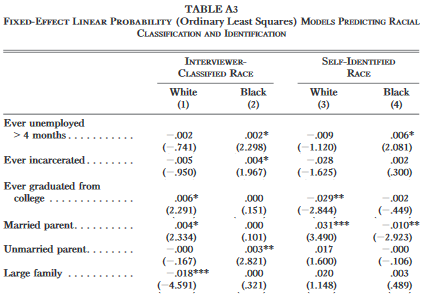 TABLE A3
FIXED-EFFECT LINEAR PROBABILITY (ORDINARY LEAST SQUARES) MODELS PREDICTING RACIAL
CLASSIFICATION AND IDENTIFICATION
INTERVIEWER-CLASSIFIED RACE SELF-IDENTIFIED RACE
White (1) Black (2) White (3) Black (4)
Ever unemployed
> 4 months . . . . . . . . . . . −.002 .002* −.009 .006*
(−.741) (2.298) (−1.120) (2.081)
Ever incarcerated . . . . . . . . −.005 .004* −.028 .002
(−.950) (1.967) (−1.625) (.300)
Ever graduated from
college . . . . . . . . . . . . . . .006* .000 −.029** −.002
(2.291) (.151) (−2.844) (−.449)
Married parent. . . . . . . . . . .004* .000 .031*** −.010**
(2.334) (.101) (3.490) (−2.923)
Unmarried parent. . . . . . . . −.000 .003** .017 −.000
(−.167) (2.821) (1.600) (−.106)
Large family . . . . . . . . . . . −.018*** .000 .020 .003
(−4.591) (.321) (1.148) (.489)